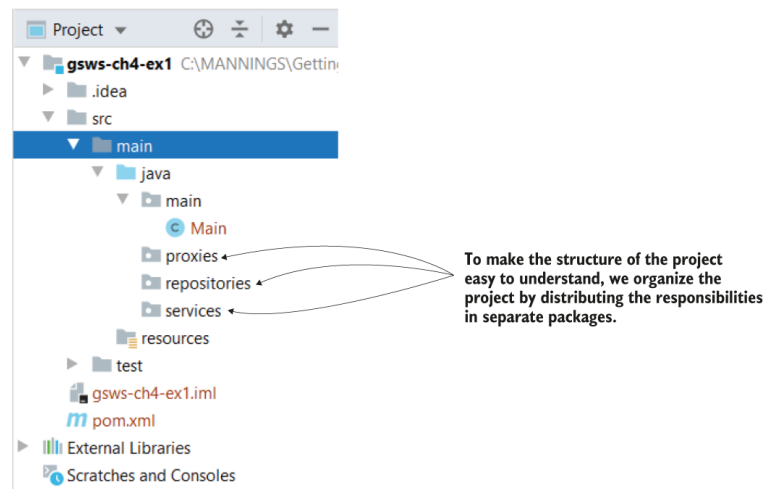 Project
gsws-ch4-ex1 C:\MANNINGS\Getting
.idea
src
main
java
main
C Main
proxies
repositories
services
resources
test
gsws-ch4-ex1.iml
m pom.xml
External Libraries
Scratches and Consoles
To make the structure of the project
easy to understand, we organize the
project by distributing the responsibilities
in separate packages.